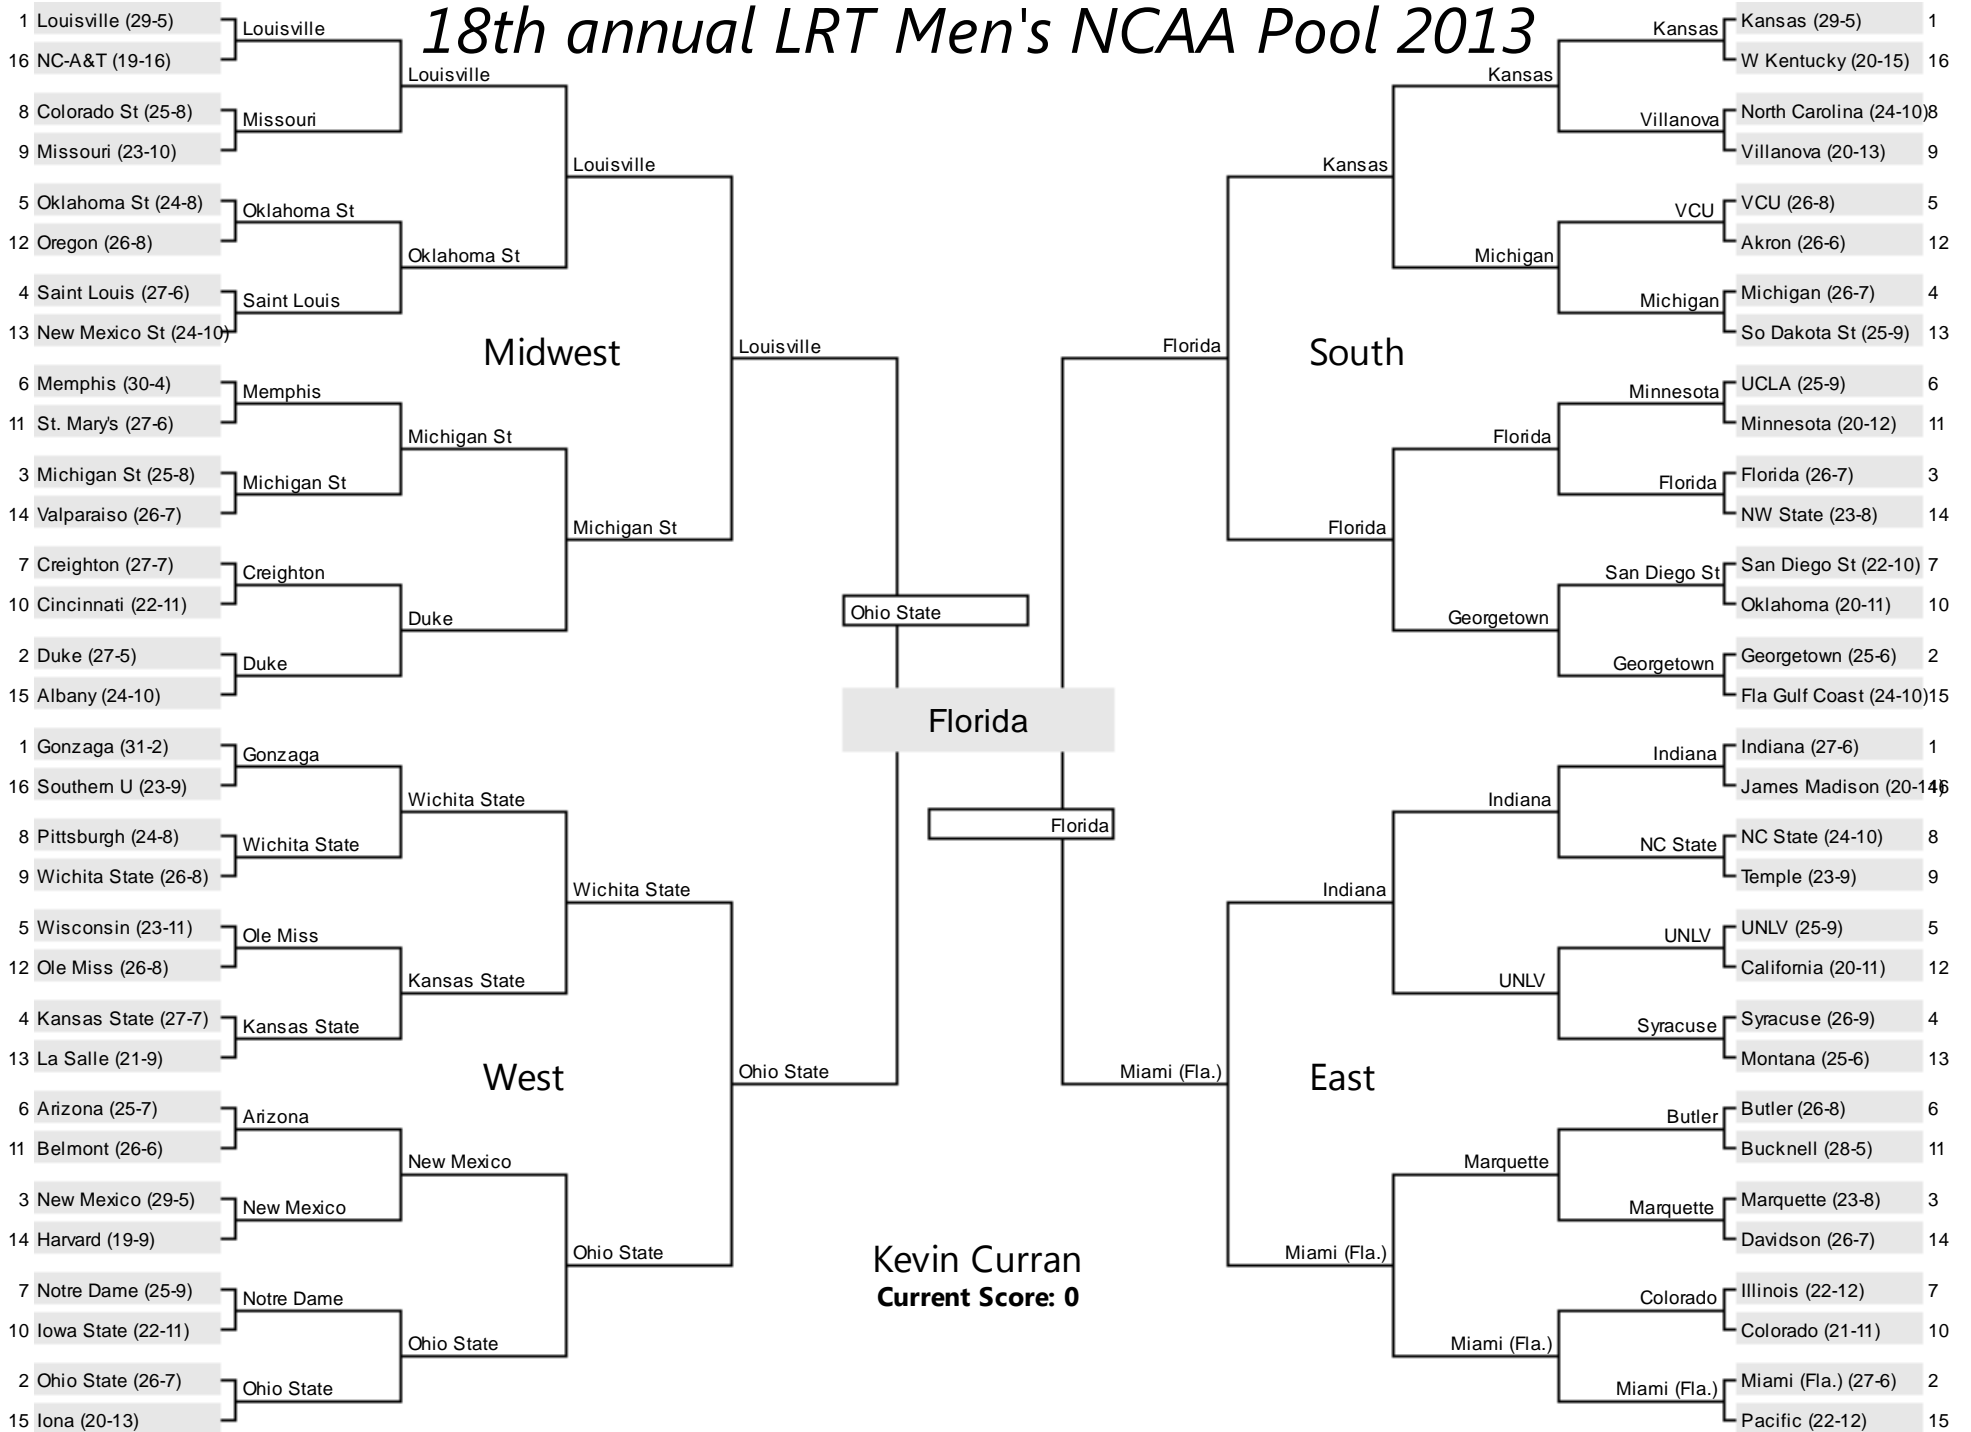 18th annual LRT Men's NCAA Pool 2013
1 Louisville (29-5)
Louisville
16 NC-A&T (19-16)
Louisville
8 Colorado St (25-8)
Missouri
9 Missouri (23-10)
Louisville
5 Oklahoma St (24-8)
Oklahoma St
12 Oregon (26-8)
Oklahoma St
4 Saint Louis (27-6)
Saint Louis
13 New Mexico St (24-10)
Midwest
Louisville
6 Memphis (30-4)
Memphis
11 St. Mary's (27-6)
Michigan St
3 Michigan St (25-8)
Michigan St
14 Valparaiso (26-7)
Michigan St
7 Creighton (27-7)
Creighton
10 Cincinnati (22-11)
Duke
2 Duke (27-5)
Duke
15 Albany (24-10)
Ohio State
Florida
1 Gonzaga (31-2)
Gonzaga
16 Southern U (23-9)
Wichita State
8 Pittsburgh (24-8)
Wichita State
9 Wichita State (26-8)
Wichita State
5 Wisconsin (23-11)
Ole Miss
12 Ole Miss (26-8)
Kansas State
4 Kansas State (27-7)
Kansas State
13 La Salle (21-9)
West
Ohio State
6 Arizona (25-7)
Arizona
11 Belmont (26-6)
New Mexico
3 New Mexico (29-5)
New Mexico
14 Harvard (19-9)
Ohio State
7 Notre Dame (25-9)
Notre Dame
10 Iowa State (22-11)
Ohio State
2 Ohio State (26-7)
Ohio State
15 Iona (20-13)
Kansas (29-5) 1
Kansas
W Kentucky (20-15) 16
Kansas
North Carolina (24-10) 8
Villanova
Villanova (20-13) 9
Kansas
VCU (26-8) 5
VCU
Akron (26-6) 12
Michigan
Michigan (26-7) 4
Michigan
So Dakota St (25-9) 13
South
Florida
UCLA (25-9) 6
Minnesota
Minnesota (20-12) 11
Florida
Florida (26-7) 3
Florida
NW State (23-8) 14
Florida
San Diego St (22-10) 7
San Diego St
Oklahoma (20-11) 10
Georgetown
Georgetown (25-6) 2
Georgetown
Fla Gulf Coast (24-10) 15
Florida
Indiana (27-6) 1
Indiana
James Madison (20-14) 16
Indiana
NC State (24-10) 8
NC State
Temple (23-9) 9
Indiana
UNLV (25-9) 5
UNLV
California (20-11) 12
UNLV
Syracuse (26-9) 4
Syracuse
Montana (25-6) 13
East
Miami (Fla.)
Butler (26-8) 6
Butler
Bucknell (28-5) 11
Marquette
Marquette (23-8) 3
Marquette
Davidson (26-7) 14
Miami (Fla.)
Illinois (22-12) 7
Colorado
Colorado (21-11) 10
Miami (Fla.)
Miami (Fla.) (27-6) 2
Miami (Fla.)
Pacific (22-12) 15
Kevin Curran
Current Score: 0